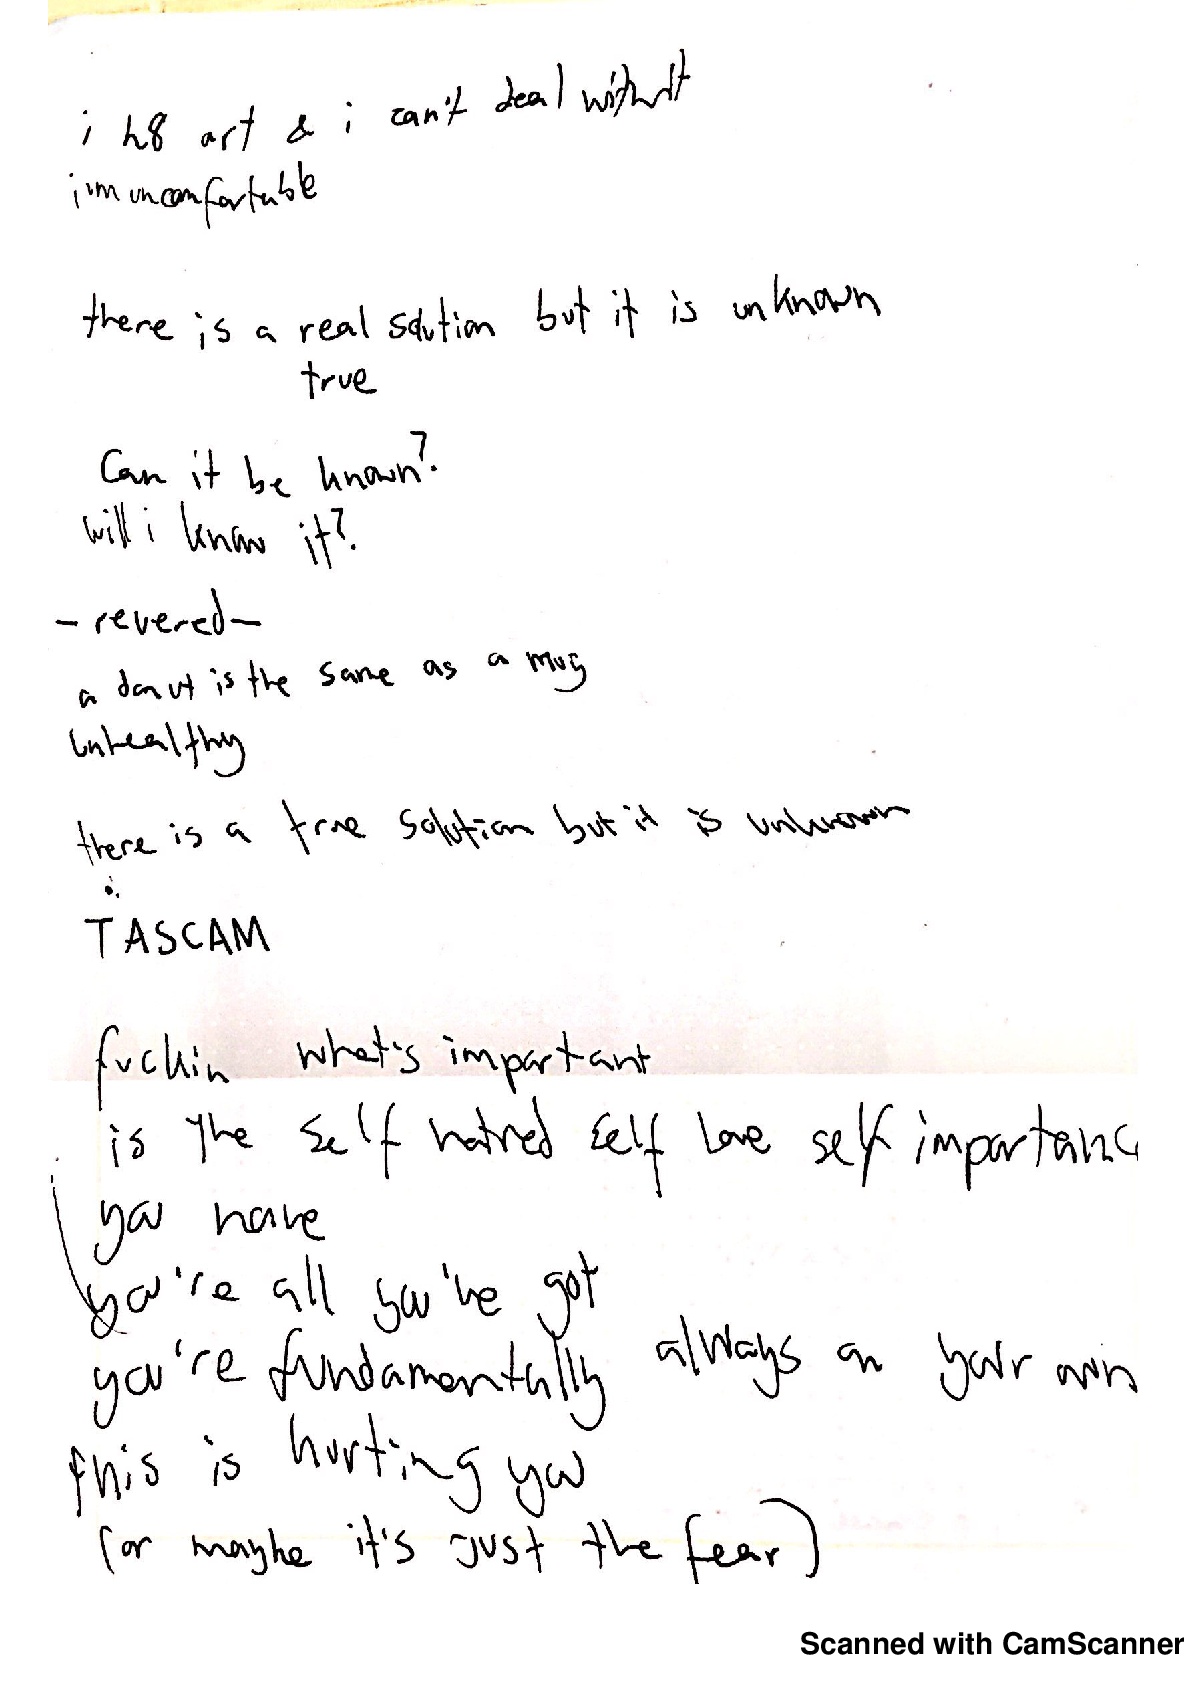 i h8 art & i can't deal without
i'm uncomfortable
there is a real solution but it is unknown
true
Can it be known?
will i know it?
- revered -
a donut is the same as a mug
unhealthy
there is a true solution but it is unknown
TASCAM
fuckin what's important
is the self hatred self love self importanc
you have
you're all you've got
you're fundamentally always on your own
this is hurting you
(or maybe it's just the fear)
Scanned with CamScanner